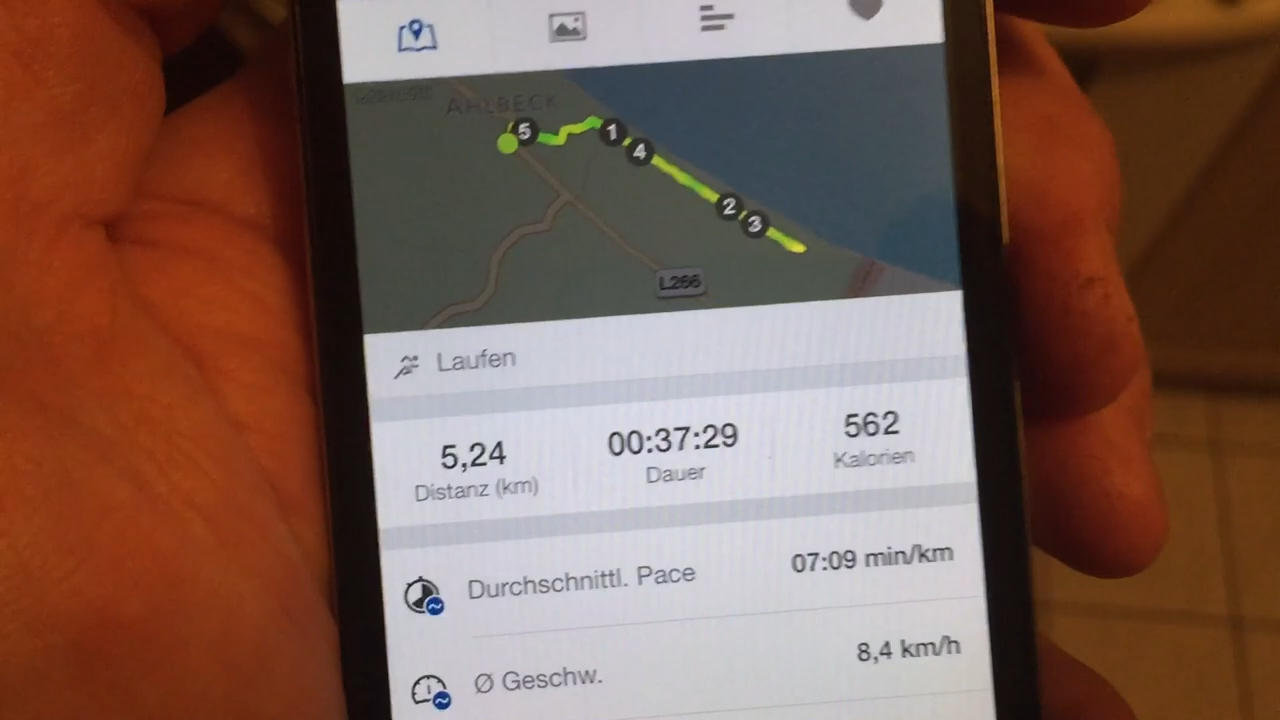 AHLBECK
5
1
4
2
3
L266
Laufen
5,24 00:37:29 562
Distanz (km) Dauer Kalorien
Durchschnittl. Pace 07:09 min/km
Ø Geschw. 8,4 km/h